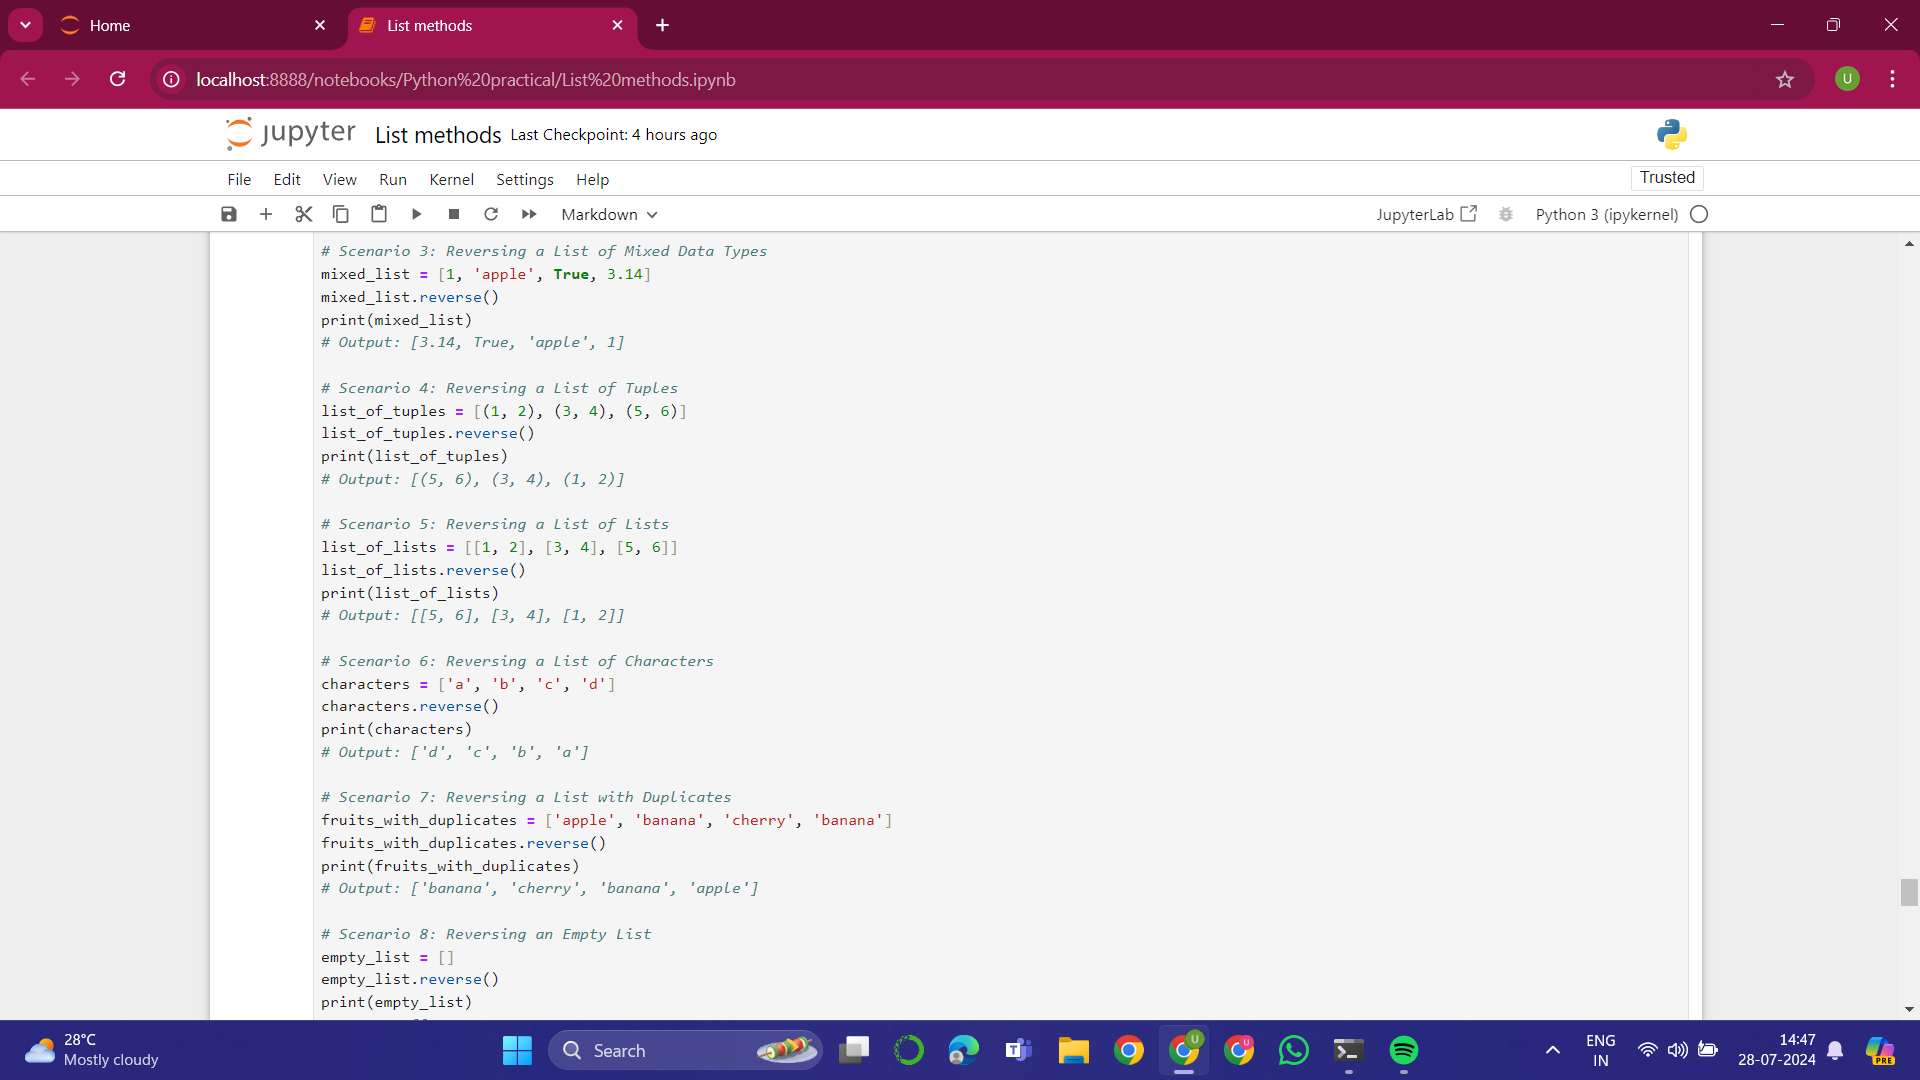 Home
List methods
localhost:8888/notebooks/Python%20practical/List%20methods.ipynb
U
jupyter List methods Last Checkpoint: 4 hours ago
File Edit View Run Kernel Settings Help
Trusted
Markdown
JupyterLab
Python 3 (ipykernel)
# Scenario 3: Reversing a List of Mixed Data Types
mixed_list = [1, 'apple', True, 3.14]
mixed_list.reverse()
print(mixed_list)
# Output: [3.14, True, 'apple', 1]
# Scenario 4: Reversing a List of Tuples
list_of_tuples = [(1, 2), (3, 4), (5, 6)]
list_of_tuples.reverse()
print(list_of_tuples)
# Output: [(5, 6), (3, 4), (1, 2)]
# Scenario 5: Reversing a List of Lists
list_of_lists = [[1, 2], [3, 4], [5, 6]]
list_of_lists.reverse()
print(list_of_lists)
# Output: [[5, 6], [3, 4], [1, 2]]
# Scenario 6: Reversing a List of Characters
characters = ['a', 'b', 'c', 'd']
characters.reverse()
print(characters)
# Output: ['d', 'c', 'b', 'a']
# Scenario 7: Reversing a List with Duplicates
fruits_with_duplicates = ['apple', 'banana', 'cherry', 'banana']
fruits_with_duplicates.reverse()
print(fruits_with_duplicates)
# Output: ['banana', 'cherry', 'banana', 'apple']
# Scenario 8: Reversing an Empty List
empty_list = []
empty_list.reverse()
print(empty_list)
28°C
Mostly cloudy
Search
ENG
IN
14:47
28-07-2024
PRE